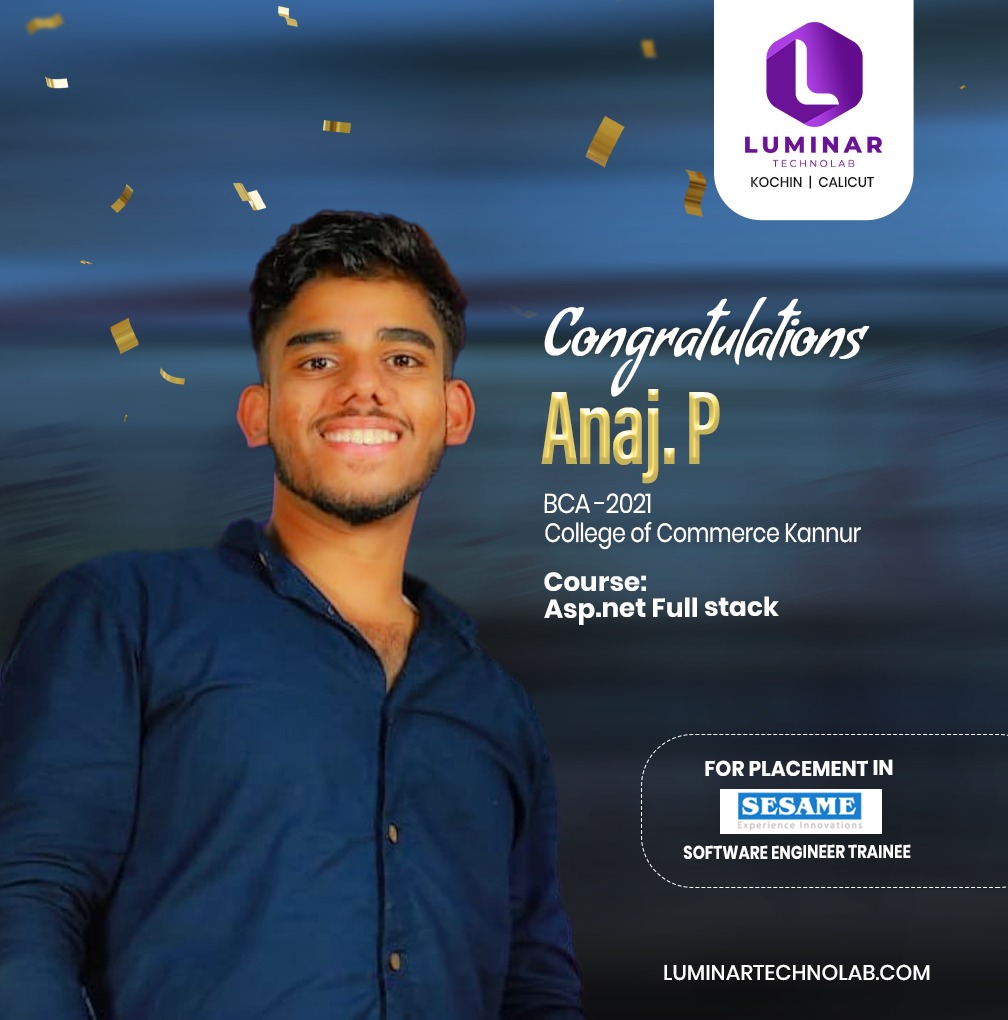 LUMINAR
TECHNOLAB
KOCHIN | CALICUT
Congratulations
Anaj. P
BCA -2021
College of Commerce Kannur
Course:
Asp.net Full stack
FOR PLACEMENT IN
SESAME
Experience Innovations
SOFTWARE ENGINEER TRAINEE
LUMINARTECHNOLAB.COM